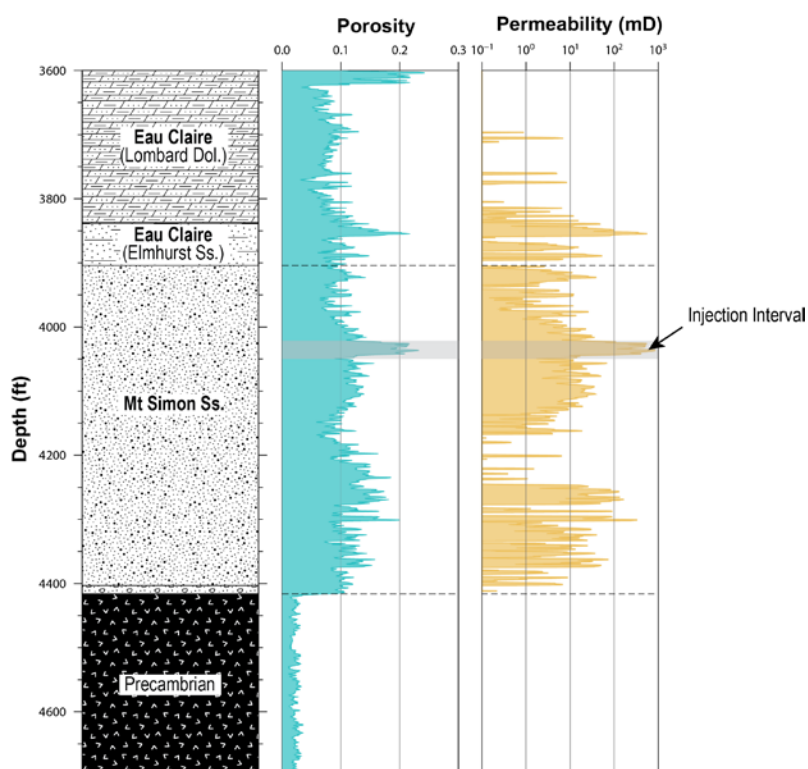 Porosity
Permeability (mD)
0.0 0.1 0.2 0.3
10⁻¹ 10⁰ 10¹ 10² 10³
Depth (ft)
3600
3800
4000
4200
4400
4600
Eau Claire
(Lombard Dol.)
Eau Claire
(Elmhurst Ss.)
Mt Simon Ss.
Precambrian
Injection Interval